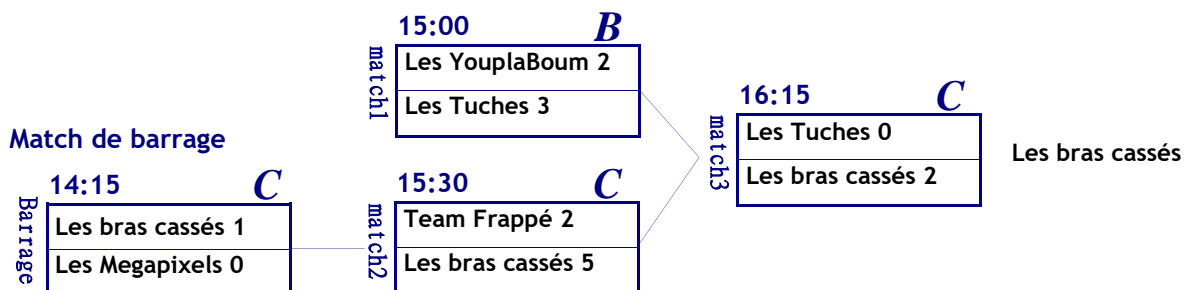 15:00 B
match1
Les YouplaBoum 2
Les Tuches 3
16:15 C
match3
Les Tuches 0
Les bras cassés 2
Les bras cassés
Match de barrage
14:15 C
Barrage
Les bras cassés 1
Les Megapixels 0
15:30 C
match2
Team Frappé 2
Les bras cassés 5